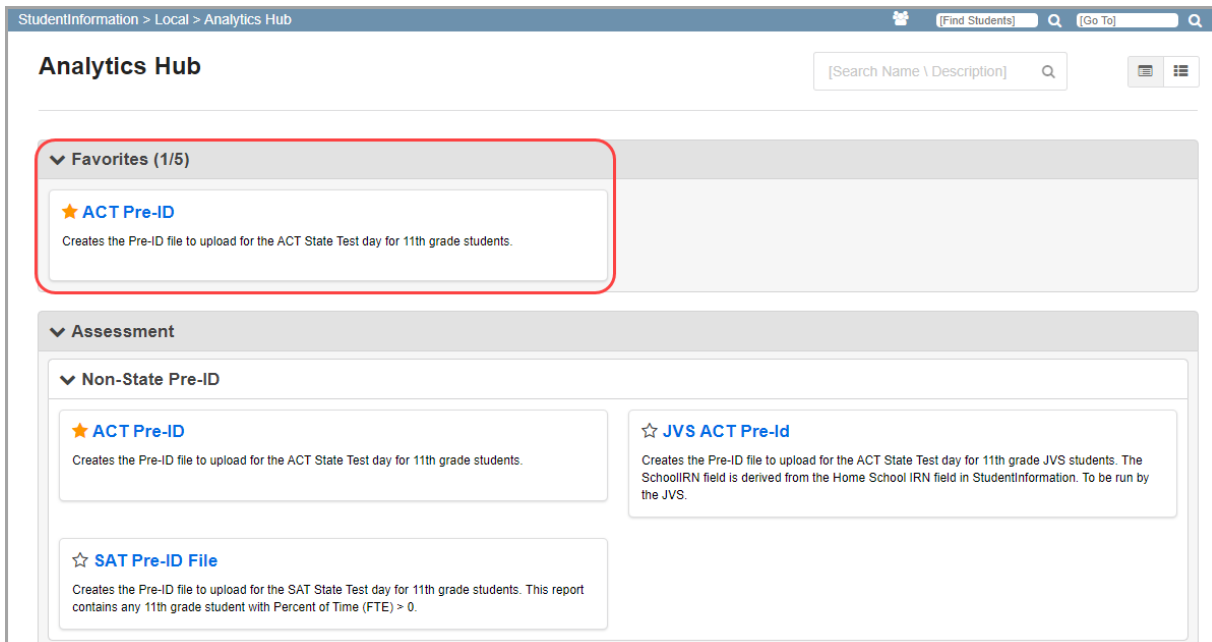 StudentInformation > Local > Analytics Hub
[Find Students]
[Go To]
Analytics Hub
[Search Name \ Description]
Favorites (1/5)
ACT Pre-ID
Creates the Pre-ID file to upload for the ACT State Test day for 11th grade students.
Assessment
Non-State Pre-ID
ACT Pre-ID
Creates the Pre-ID file to upload for the ACT State Test day for 11th grade students.
JVS ACT Pre-Id
Creates the Pre-ID file to upload for the ACT State Test day for 11th grade JVS students. The
SchoolIRN field is derived from the Home School IRN field in StudentInformation. To be run by
the JVS.
SAT Pre-ID File
Creates the Pre-ID file to upload for the SAT State Test day for 11th grade students. This report
contains any 11th grade student with Percent of Time (FTE) > 0.